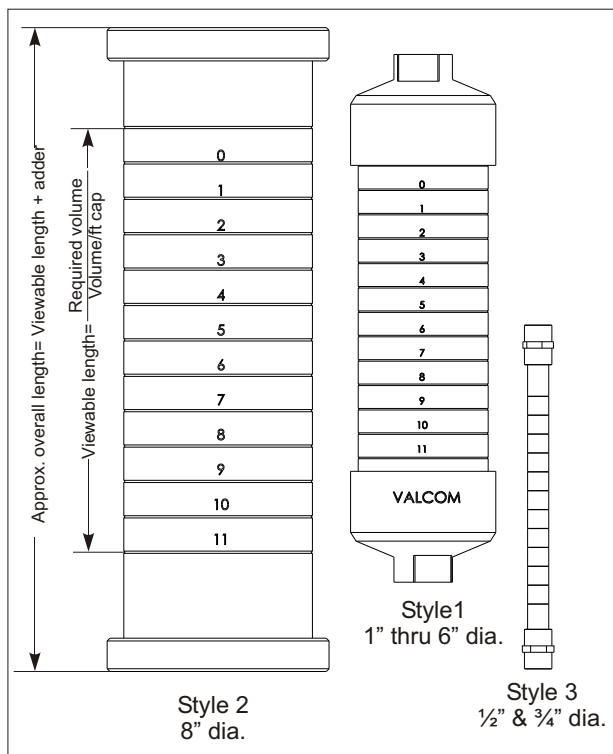 Approx. overall length= Viewable length + adder
Viewable length=
Required volume
Volume/ft cap
0
1
2
3
4
5
6
7
8
9
10
11
Style 2
8” dia.
0
1
2
3
4
5
6
7
8
9
10
11
VALCOM
Style1
1” thru 6” dia.
Style 3
½” & ¾” dia.